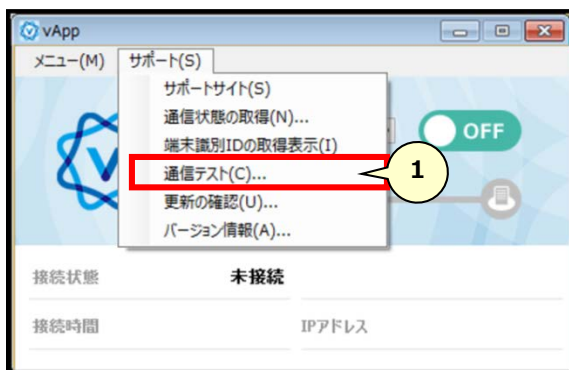 vApp
メニュー(M) サポート(S)
サポートサイト(S)
通信状態の取得(N)...
端末識別IDの取得表示(I)
通信テスト(C)...
更新の確認(U)...
バージョン情報(A)...
OFF
1
接続状態 未接続
接続時間 IPアドレス